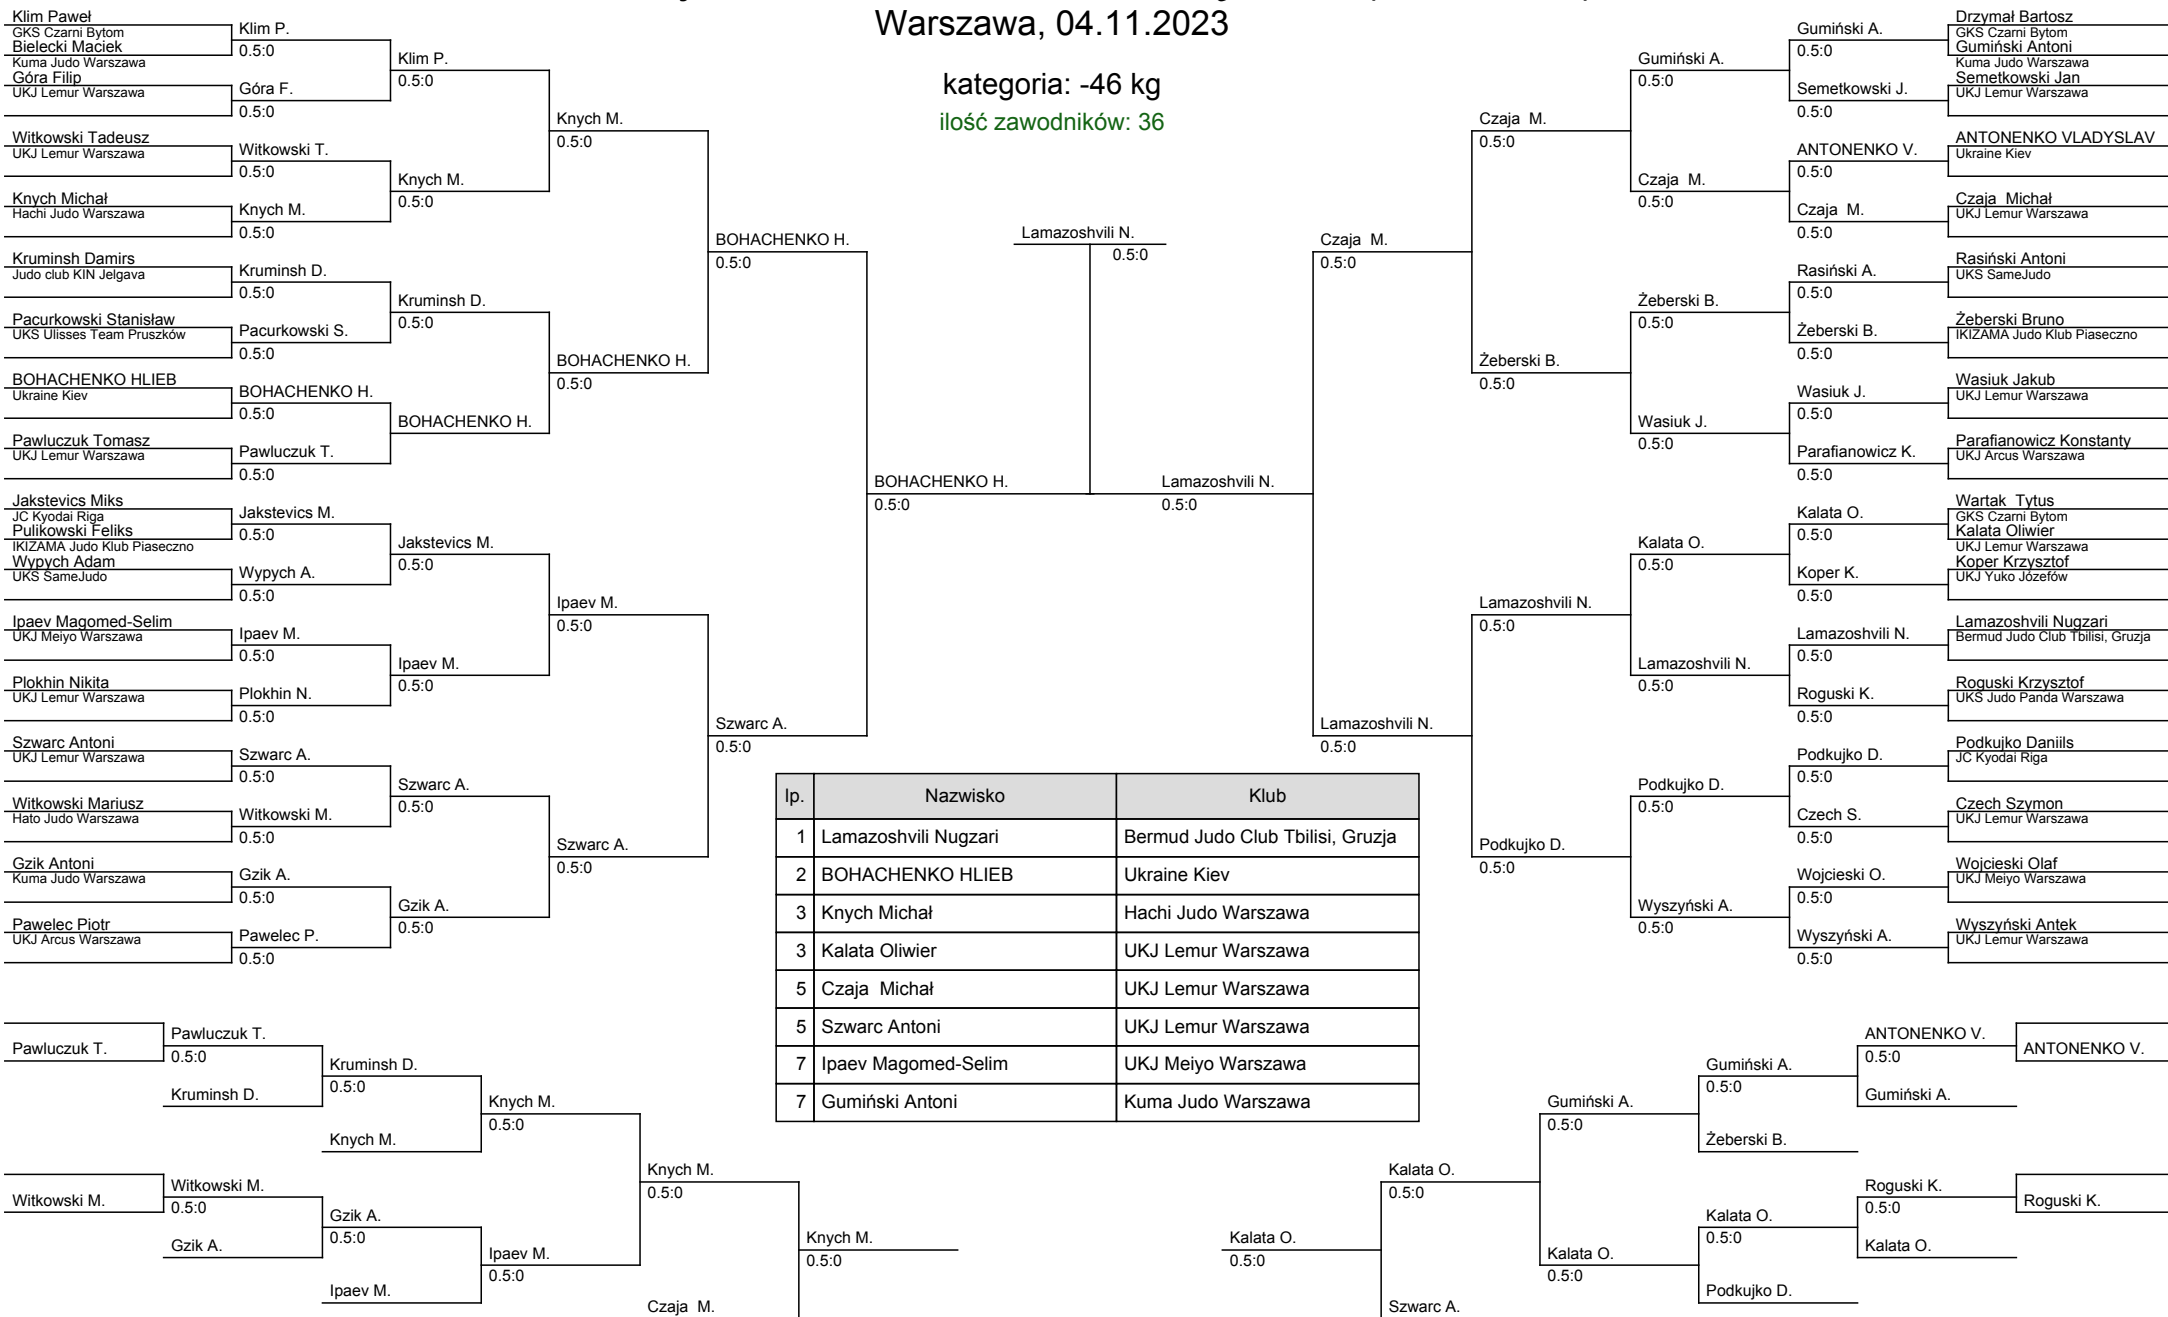 Warszawa, 04.11.2023
kategoria: -46 kg
ilość zawodników: 36
Klim Paweł
GKS Czarni Bytom
Bielecki Maciek
Kuma Judo Warszawa
Góra Filip
UKJ Lemur Warszawa
Witkowski Tadeusz
UKJ Lemur Warszawa
Knych Michał
Hachi Judo Warszawa
Kruminsh Damirs
Judo club KIN Jelgava
Pacurkowski Stanisław
UKS Ulisses Team Pruszków
BOHACHENKO HLIEB
Ukraine Kiev
Pawluczuk Tomasz
UKJ Lemur Warszawa
Jakstevics Miks
JC Kyodai Riga
Pulikowski Feliks
IKIZAMA Judo Klub Piaseczno
Wypych Adam
UKS SameJudo
Ipaev Magomed-Selim
UKJ Meiyo Warszawa
Plokhin Nikita
UKJ Lemur Warszawa
Szwarc Antoni
UKJ Lemur Warszawa
Witkowski Mariusz
Hato Judo Warszawa
Gzik Antoni
Kuma Judo Warszawa
Pawelec Piotr
UKJ Arcus Warszawa
Klim P.
0.5:0
Góra F.
0.5:0
Witkowski T.
0.5:0
Knych M.
0.5:0
Kruminsh D.
0.5:0
Pacurkowski S.
0.5:0
BOHACHENKO H.
0.5:0
Pawluczuk T.
0.5:0
Jakstevics M.
0.5:0
Wypych A.
0.5:0
Ipaev M.
0.5:0
Plokhin N.
0.5:0
Szwarc A.
0.5:0
Witkowski M.
0.5:0
Gzik A.
0.5:0
Pawelec P.
0.5:0
Klim P.
0.5:0
Knych M.
0.5:0
Kruminsh D.
0.5:0
BOHACHENKO H.
Jakstevics M.
0.5:0
Ipaev M.
0.5:0
Szwarc A.
0.5:0
Gzik A.
0.5:0
Knych M.
0.5:0
BOHACHENKO H.
0.5:0
Ipaev M.
0.5:0
Szwarc A.
0.5:0
BOHACHENKO H.
0.5:0
Szwarc A.
0.5:0
BOHACHENKO H.
0.5:0
Lamazoshvili N.
0.5:0
Lamazoshvili N.
0.5:0
Czaja M.
0.5:0
Lamazoshvili N.
0.5:0
Czaja M.
0.5:0
Żeberski B.
0.5:0
Lamazoshvili N.
0.5:0
Podkujko D.
0.5:0
Gumiński A.
0.5:0
Czaja M.
0.5:0
Żeberski B.
0.5:0
Wasiuk J.
0.5:0
Kalata O.
0.5:0
Lamazoshvili N.
0.5:0
Podkujko D.
0.5:0
Wyszyński A.
0.5:0
Gumiński A.
0.5:0
Semetkowski J.
0.5:0
ANTONENKO V.
0.5:0
Czaja M.
0.5:0
Rasiński A.
0.5:0
Żeberski B.
0.5:0
Wasiuk J.
0.5:0
Parafianowicz K.
0.5:0
Kalata O.
0.5:0
Koper K.
0.5:0
Lamazoshvili N.
0.5:0
Roguski K.
0.5:0
Podkujko D.
0.5:0
Czech S.
0.5:0
Wojcieski O.
0.5:0
Wyszyński A.
0.5:0
Drzymał Bartosz
GKS Czarni Bytom
Gumiński Antoni
Kuma Judo Warszawa
Semetkowski Jan
UKJ Lemur Warszawa
ANTONENKO VLADYSLAV
Ukraine Kiev
Czaja Michał
UKJ Lemur Warszawa
Rasiński Antoni
UKS SameJudo
Żeberski Bruno
IKIZAMA Judo Klub Piaseczno
Wasiuk Jakub
UKJ Lemur Warszawa
Parafianowicz Konstanty
UKJ Arcus Warszawa
Wartak Tytus
GKS Czarni Bytom
Kalata Oliwier
UKJ Lemur Warszawa
Koper Krzysztof
UKJ Yuko Józefów
Lamazoshvili Nugzari
Bermud Judo Club Tbilisi, Gruzja
Roguski Krzysztof
UKS Judo Panda Warszawa
Podkujko Daniils
JC Kyodai Riga
Czech Szymon
UKJ Lemur Warszawa
Wojcieski Olaf
UKJ Meiyo Warszawa
Wyszyński Antek
UKJ Lemur Warszawa
lp. Nazwisko Klub
1 Lamazoshvili Nugzari Bermud Judo Club Tbilisi, Gruzja
2 BOHACHENKO HLIEB Ukraine Kiev
3 Knych Michał Hachi Judo Warszawa
3 Kalata Oliwier UKJ Lemur Warszawa
5 Czaja Michał UKJ Lemur Warszawa
5 Szwarc Antoni UKJ Lemur Warszawa
7 Ipaev Magomed-Selim UKJ Meiyo Warszawa
7 Gumiński Antoni Kuma Judo Warszawa
Pawluczuk T.
Witkowski M.
Pawluczuk T.
0.5:0
Kruminsh D.
Witkowski M.
0.5:0
Gzik A.
Kruminsh D.
0.5:0
Knych M.
Gzik A.
0.5:0
Ipaev M.
Knych M.
0.5:0
Ipaev M.
0.5:0
Knych M.
0.5:0
Czaja M.
Knych M.
0.5:0
Kalata O.
0.5:0
Kalata O.
0.5:0
Szwarc A.
Gumiński A.
0.5:0
Kalata O.
0.5:0
Gumiński A.
0.5:0
Żeberski B.
Kalata O.
0.5:0
Podkujko D.
ANTONENKO V.
0.5:0
Gumiński A.
Roguski K.
0.5:0
Kalata O.
ANTONENKO V.
Roguski K.